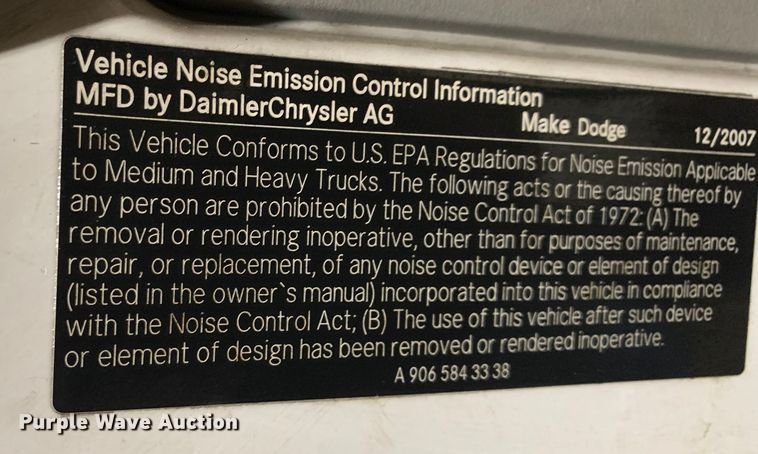 Vehicle Noise Emission Control Information
MFD by DaimlerChrysler AG Make Dodge 12/2007
This Vehicle Conforms to U.S. EPA Regulations for Noise Emission Applicable
to Medium and Heavy Trucks. The following acts or the causing thereof by
any person are prohibited by the Noise Control Act of 1972: (A) The
removal or rendering inoperative, other than for purposes of maintenance,
repair, or replacement, of any noise control device or element of design
(listed in the owner`s manual) incorporated into this vehicle in compliance
with the Noise Control Act; (B) The use of this vehicle after such device
or element of design has been removed or rendered inoperative.
A 906 584 33 38
Purple Wave Auction